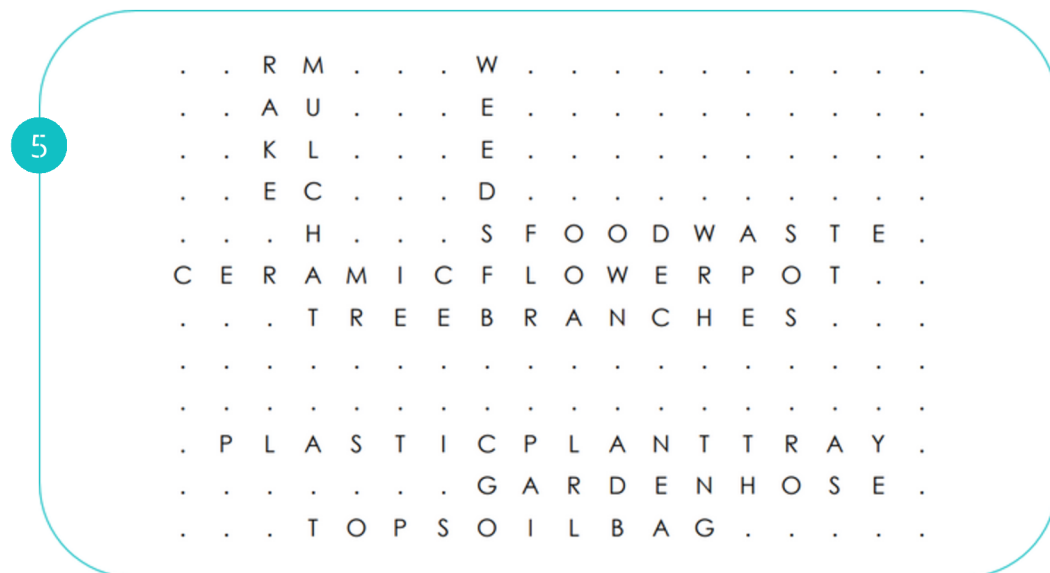 . . R M . . . W . . . . . . . . . .
. . A U . . . E . . . . . . . . . .
5
. . K L . . . E . . . . . . . . . .
. . E C . . . D . . . . . . . . . .
. . . H . . . S F O O D W A S T E .
C E R A M I C F L O W E R P O T . .
. . . T R E E B R A N C H E S . . .
. . . . . . . . . . . . . . . . . .
. . . . . . . . . . . . . . . . . .
. P L A S T I C P L A N T T R A Y .
. . . . . . . G A R D E N H O S E .
. . . T O P S O I L B A G . . . . .